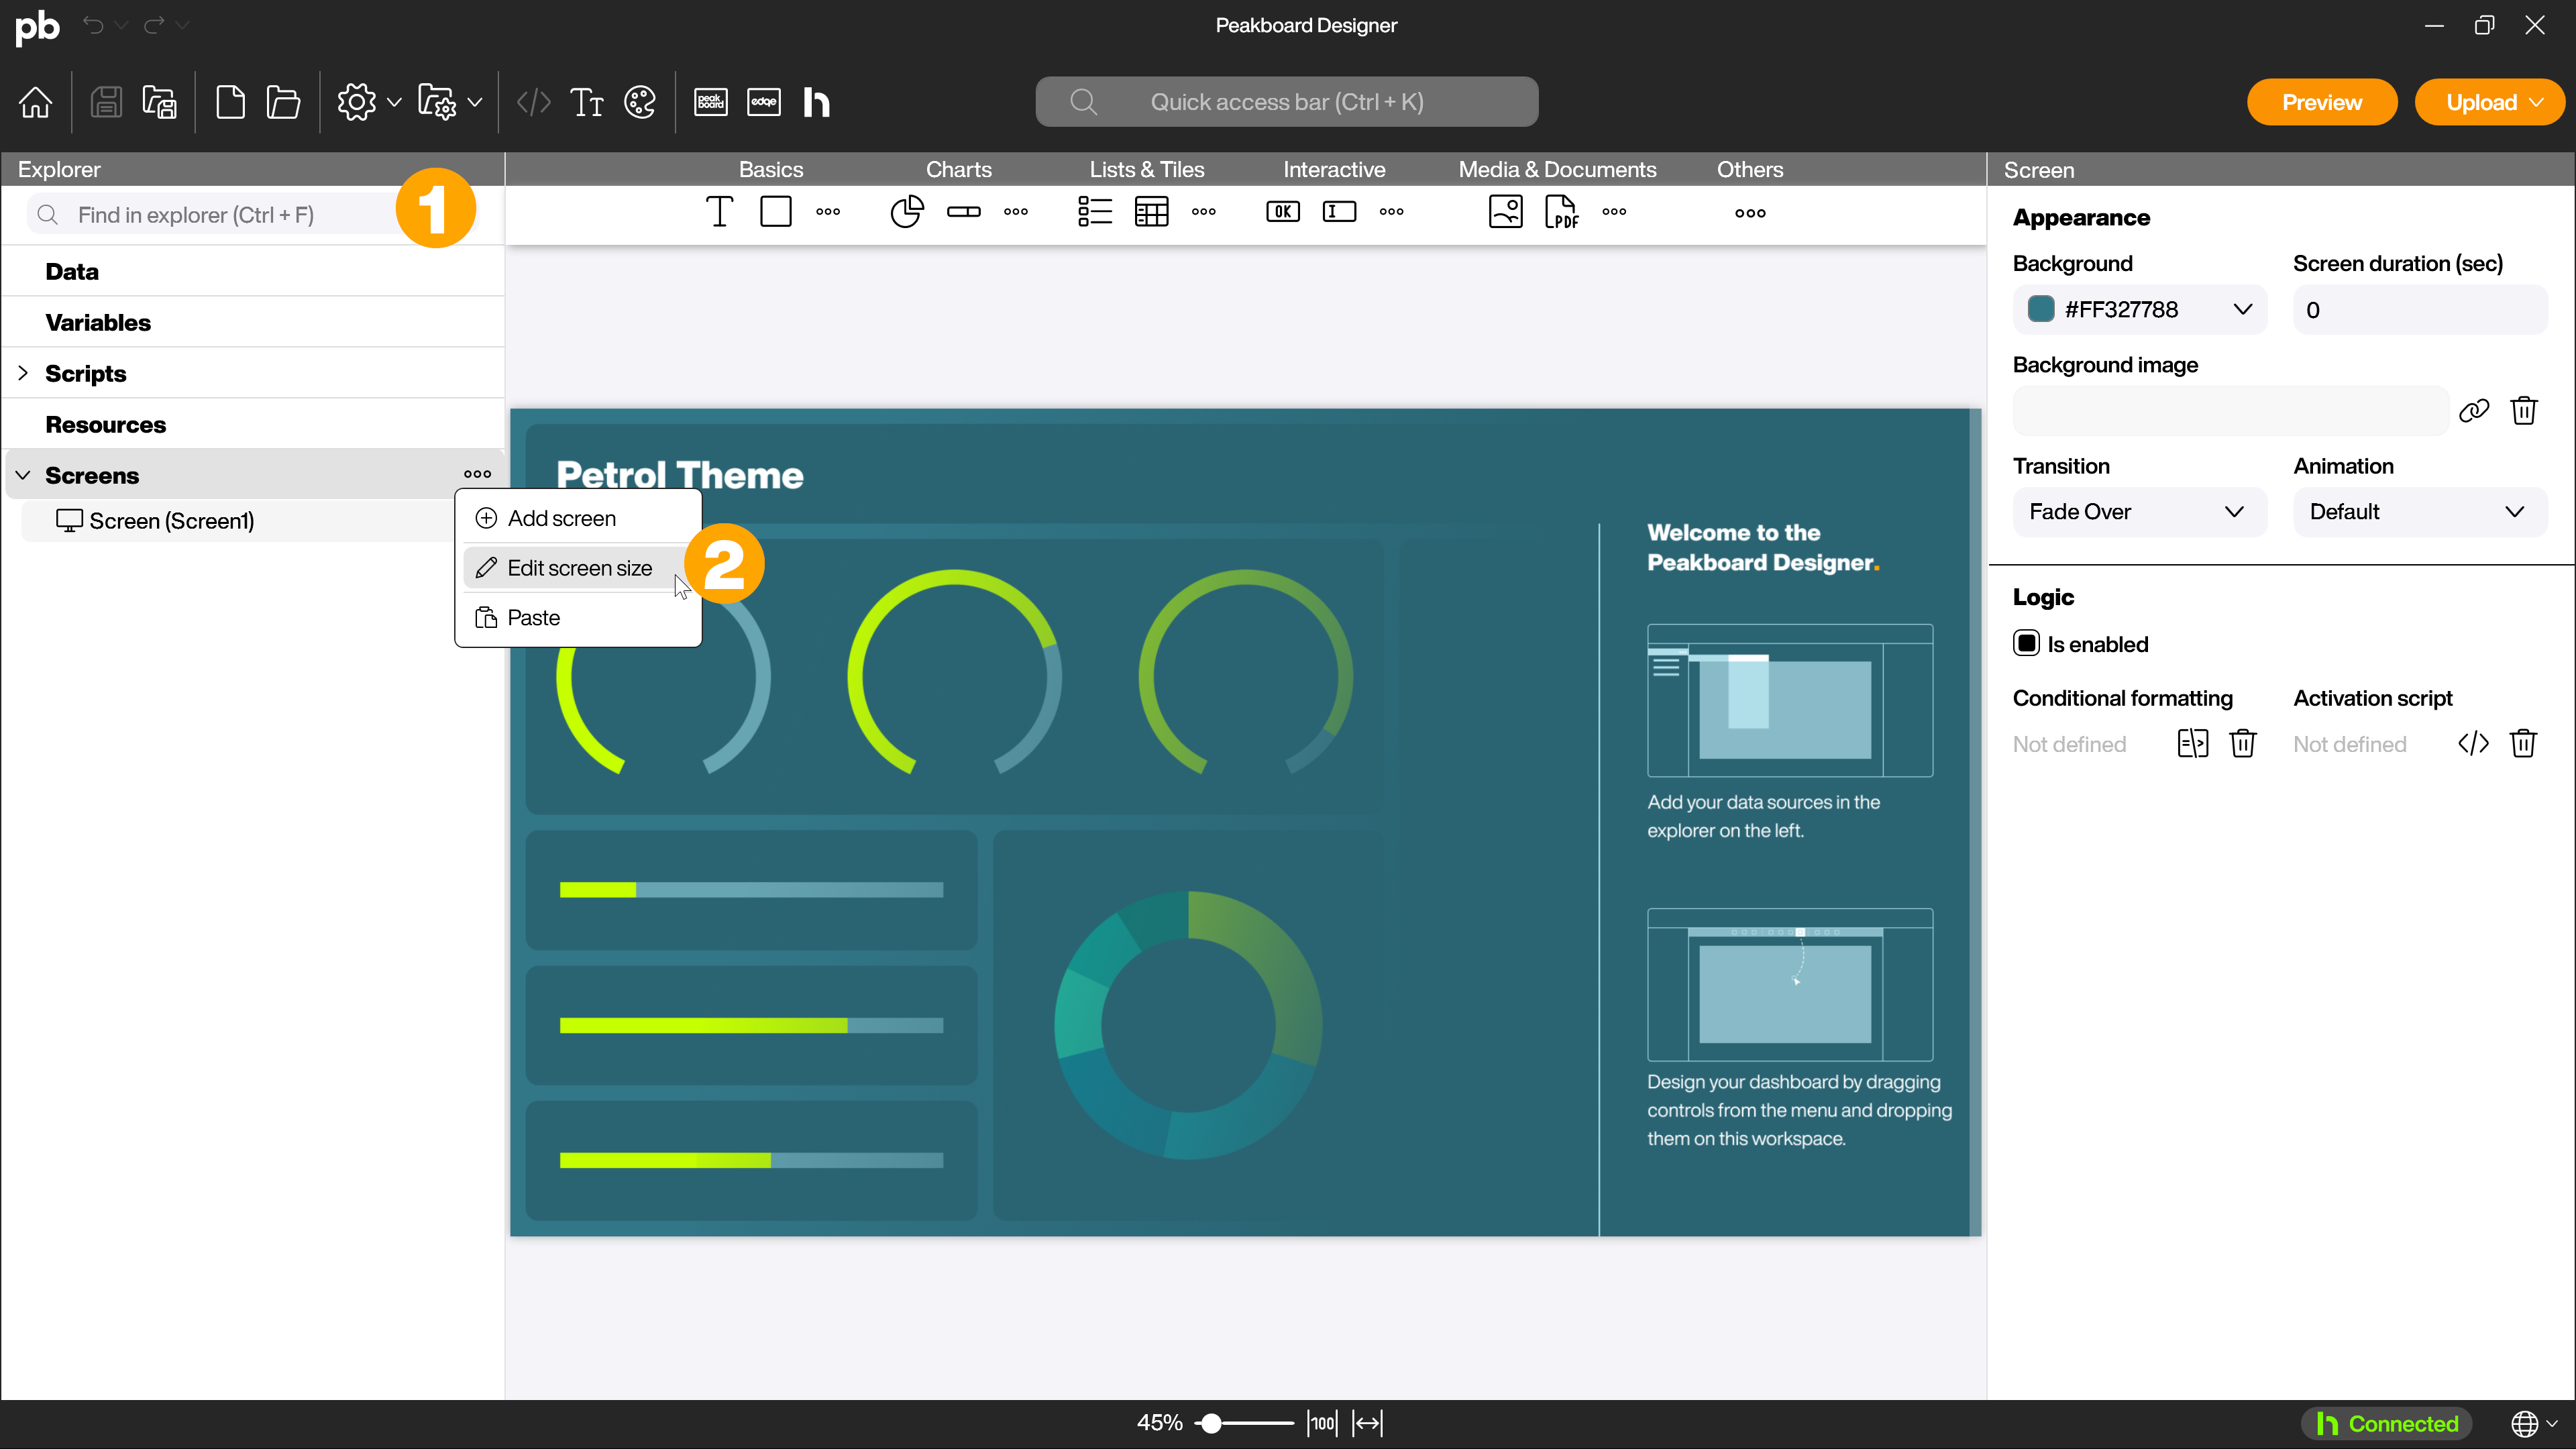 pb
Peakboard Designer
peak
board
edge
h
Quick access bar (Ctrl + K)
Preview
Upload
Explorer
Basics
Charts
Lists & Tiles
Interactive
Media & Documents
Others
Screen
1
Find in explorer (Ctrl + F)
OK
PDF
Data
Variables
Scripts
Resources
Screens
Screen (Screen1)
Add screen
Edit screen size
Paste
2
Petrol Theme
Welcome to the
Peakboard Designer.
Add your data sources in the
explorer on the left.
Design your dashboard by dragging
controls from the menu and dropping
them on this workspace.
Appearance
Background
Screen duration (sec)
#FF327788
0
Background image
Transition
Animation
Fade Over
Default
Logic
Is enabled
Conditional formatting
Activation script
Not defined
Not defined
45%
100
Connected